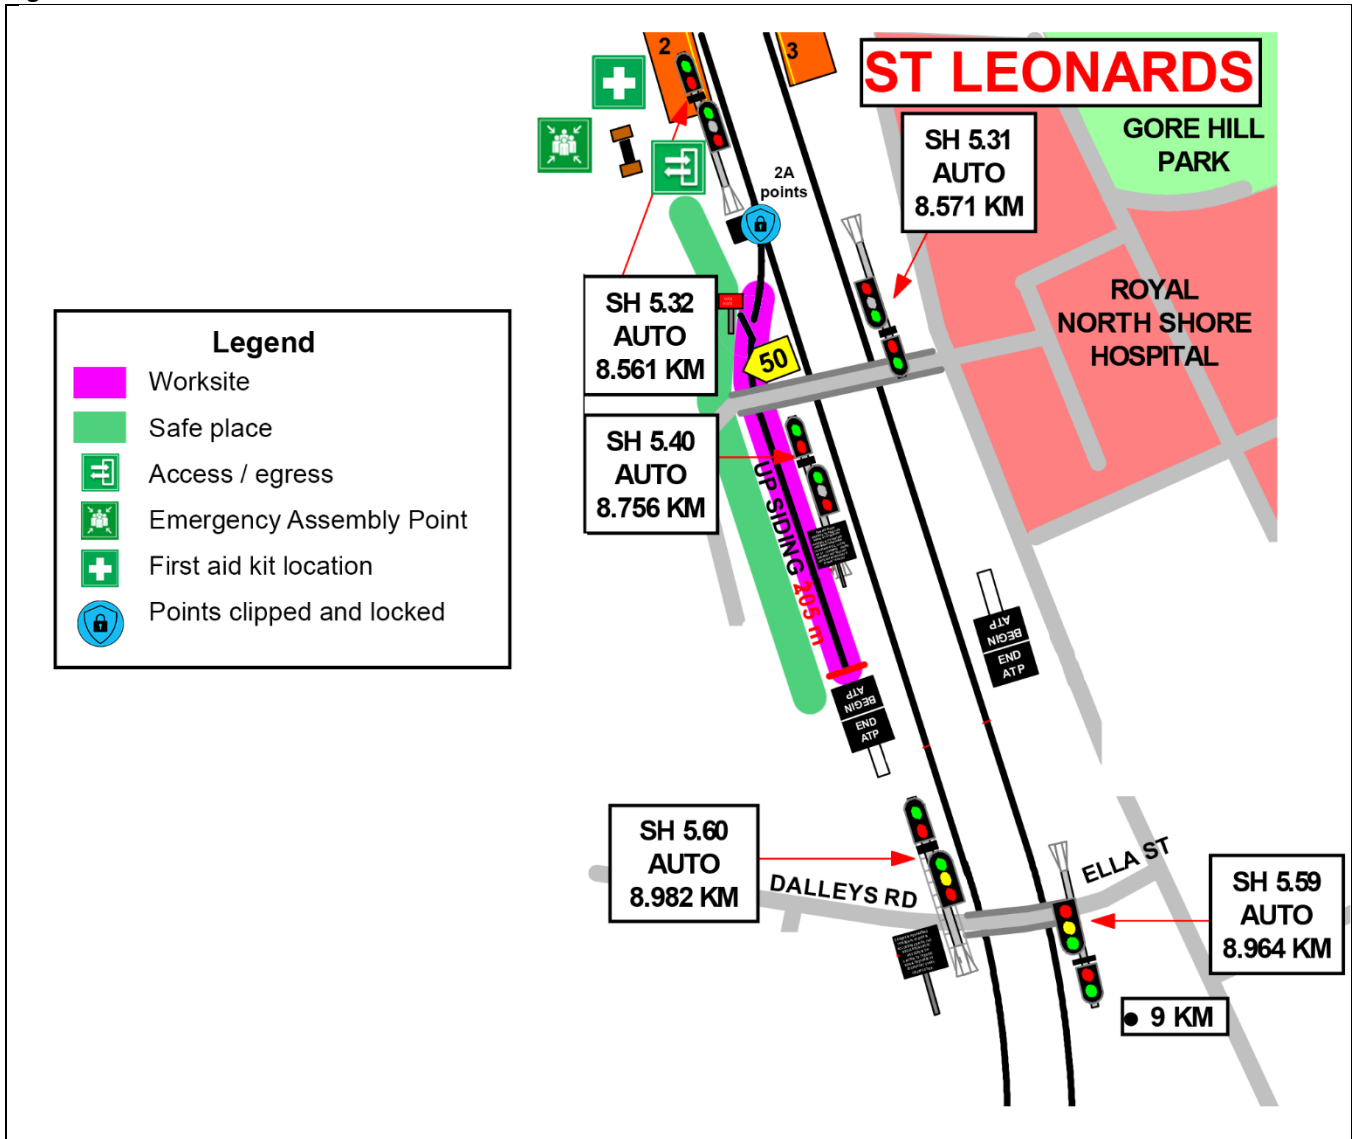 2
3
ST LEONARDS
GORE HILL
PARK
SH 5.31
AUTO
8.571 KM
2A
points
SH 5.32
AUTO
8.561 KM
ROYAL
NORTH SHORE
HOSPITAL
50
Legend
Worksite
Safe place
Access / egress
Emergency Assembly Point
First aid kit location
Points clipped and locked
SH 5.40
AUTO
8.756 KM
UP SIDING 205 m
BEGIN
ATP
END
ATP
BEGIN
ATP
END
ATP
SH 5.60
AUTO
8.982 KM
DALLEYS RD
ELLA ST
SH 5.59
AUTO
8.964 KM
9 KM